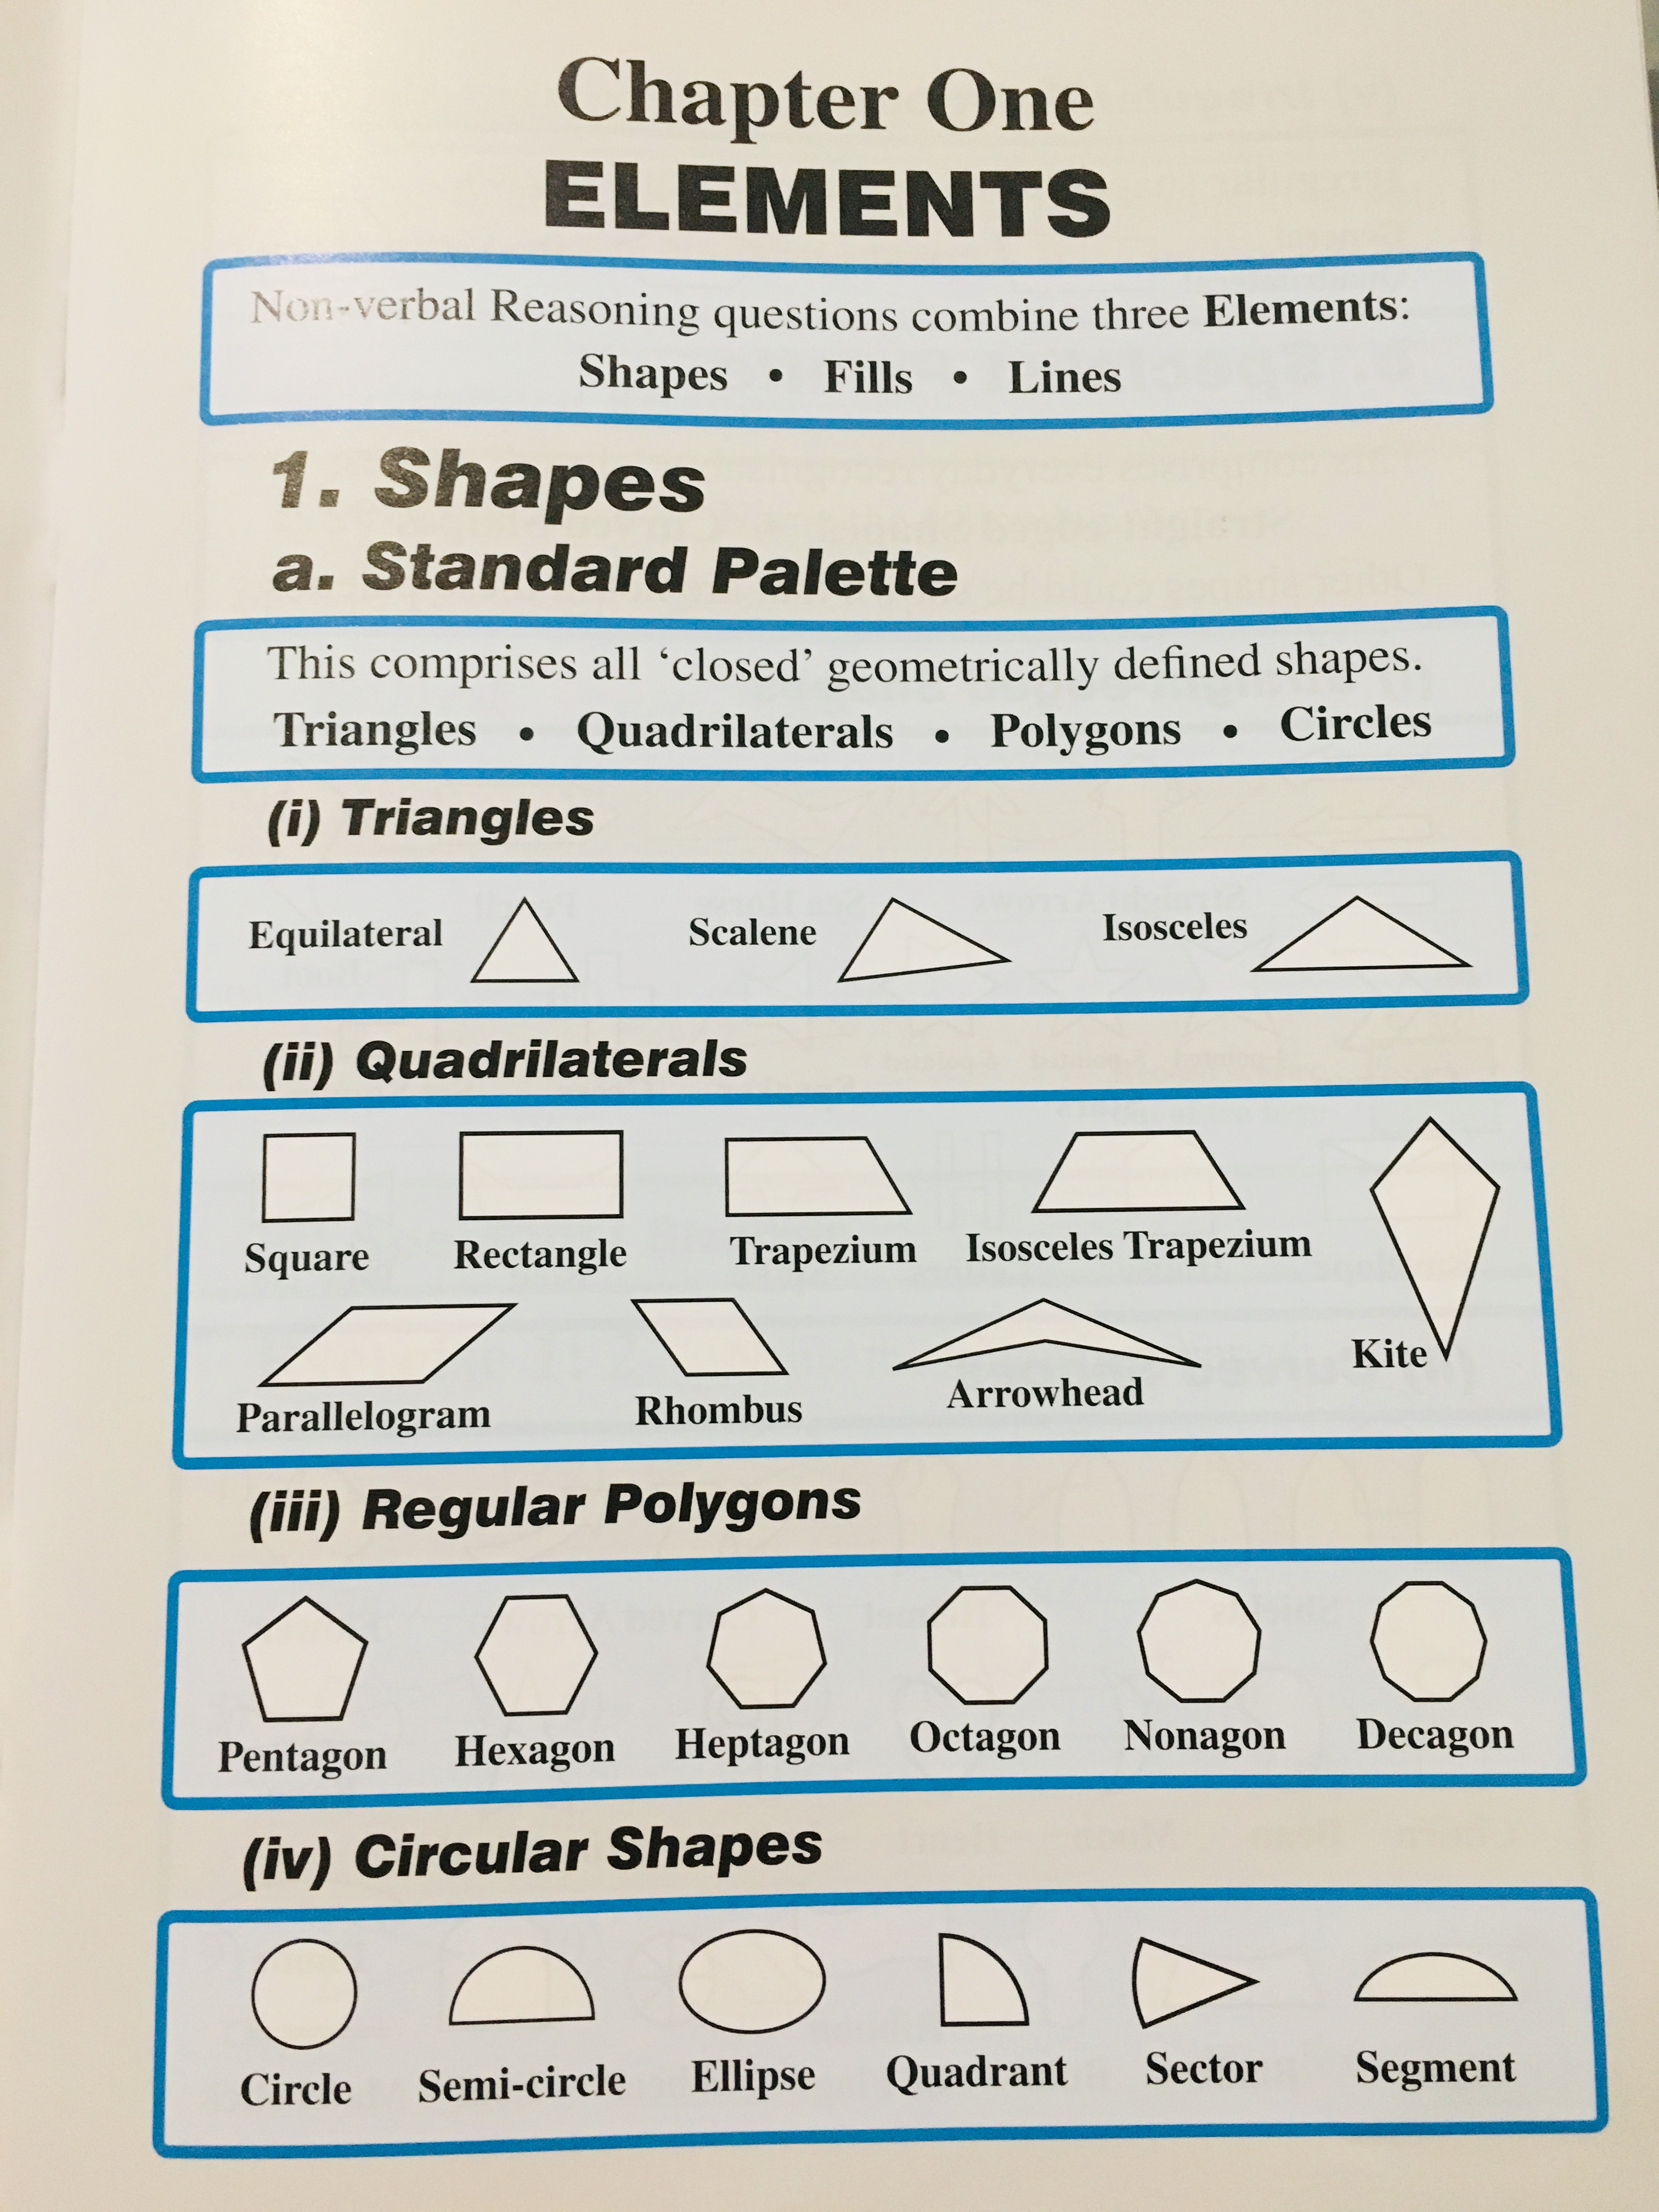 Chapter One
ELEMENTS
Non-verbal Reasoning questions combine three Elements:
Shapes • Fills • Lines
1. Shapes
a. Standard Palette
This comprises all ‘closed’ geometrically defined shapes.
Triangles • Quadrilaterals • Polygons • Circles
(i) Triangles
Equilateral Scalene Isosceles
(ii) Quadrilaterals
Square Rectangle Trapezium Isosceles Trapezium
Kite
Parallelogram Rhombus Arrowhead
(iii) Regular Polygons
Pentagon Hexagon Heptagon Octagon Nonagon Decagon
(iv) Circular Shapes
Circle Semi-circle Ellipse Quadrant Sector Segment